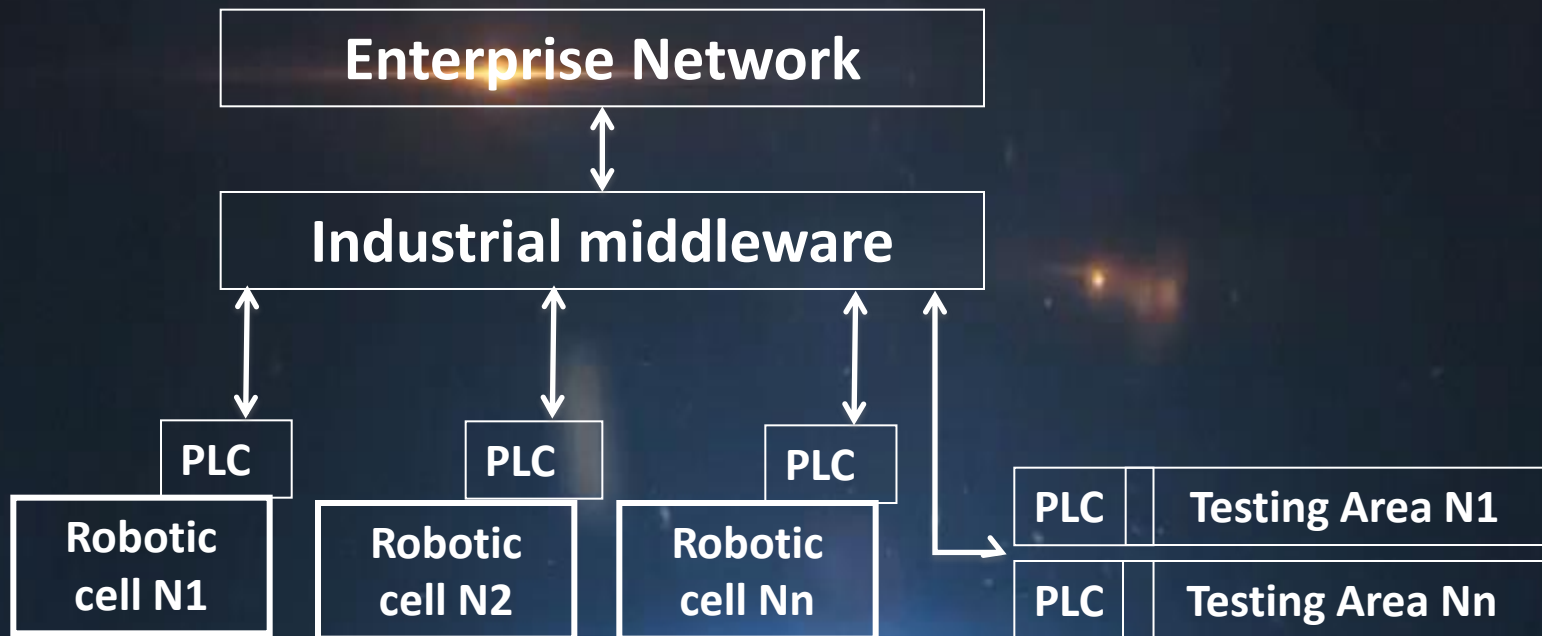 Enterprise Network
Industrial middleware
PLC
PLC
PLC
Robotic
cell N1
Robotic
cell N2
Robotic
cell Nn
PLC
Testing Area N1
PLC
Testing Area Nn